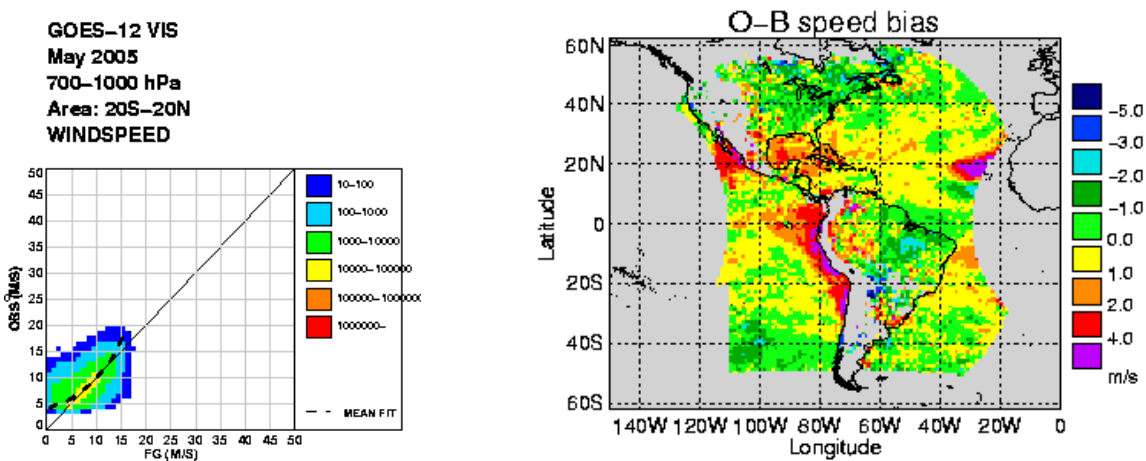 GOES-12 VIS
May 2005
700-1000 hPa
Area: 20S-20N
WINDSPEED
50
45
40
35
30
25
20
15
10
5
0
OBS (M/S)
0 5 10 15 20 25 30 35 40 45 50
FG (M/S)
10-100
100-1000
1000-10000
10000-100000
100000-1000000
1000000-
MEAN FIT
O-B speed bias
60N
40N
20N
0
20S
40S
60S
Latitude
140W 120W 100W 80W 60W 40W 20W 0
Longitude
-5.0
-3.0
-2.0
-1.0
0.0
1.0
2.0
4.0
m/s